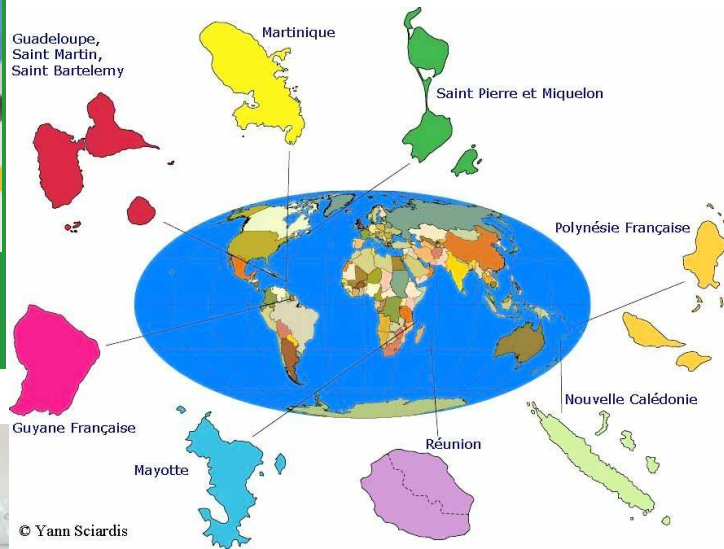 Guadeloupe,
Saint Martin,
Saint Bartelemy
Martinique
Saint Pierre et Miquelon
Polynésie Française
Guyane Française
Mayotte
Réunion
Nouvelle Calédonie
© Yann Sciardis